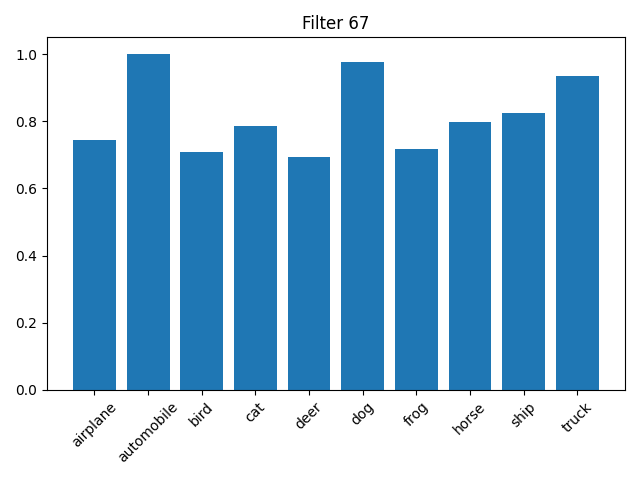 Filter 67
1.0
0.8
0.6
0.4
0.2
0.0
airplane
automobile
bird
cat
deer
dog
frog
horse
ship
truck